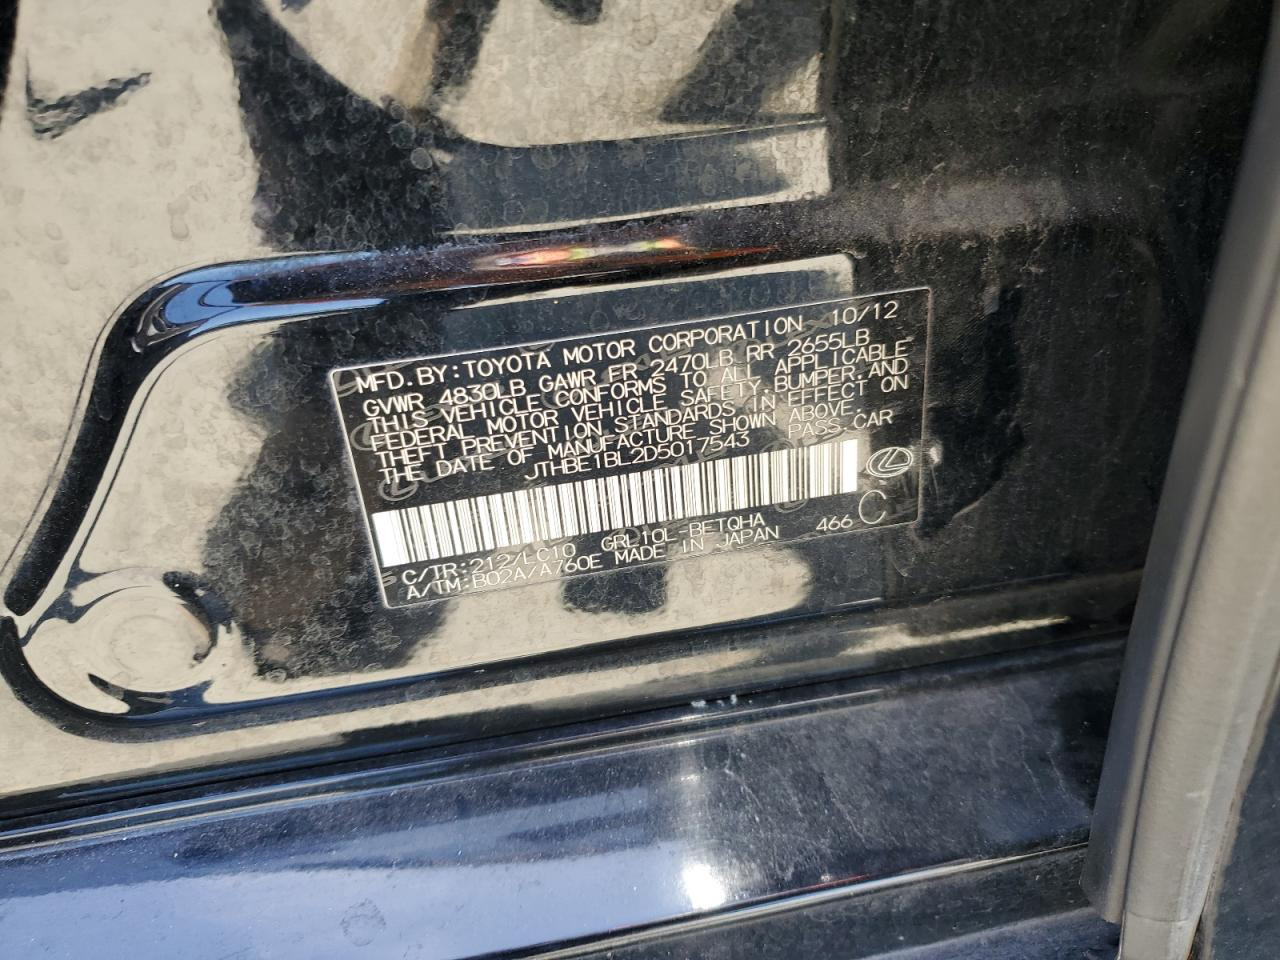 MFD.BY:TOYOTA MOTOR CORPORATION 10/12
GVWR 4830LB GAWR FR 2470LB RR 2655LB
THIS VEHICLE CONFORMS TO ALL APPLICABLE
FEDERAL MOTOR VEHICLE SAFETY,BUMPER AND
THEFT PREVENTION STANDARDS IN EFFECT ON
THE DATE OF MANUFACTURE SHOWN ABOVE.
JTHBE1BL2D5017543 PASS.CAR
C/TR:212/LC10 GRL10L-BETQHA 466 C
A/TM:B02A/A760E MADE IN JAPAN